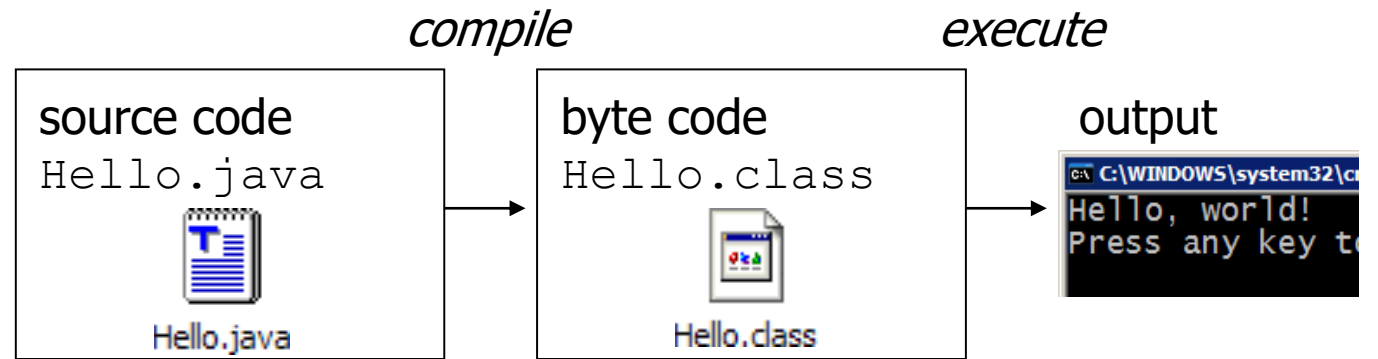 compile execute
source code
Hello.java
Hello.java
byte code
Hello.class
Hello.class
output
C:\WINDOWS\system32\c
Hello, world!
Press any key t